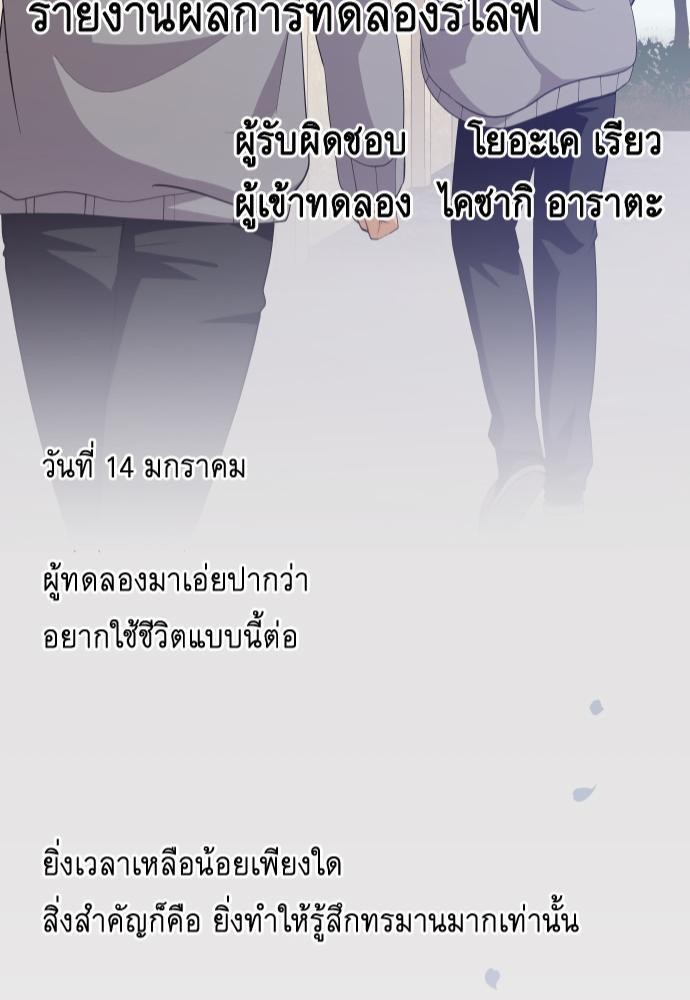 รายงานผลการทดลองรีไลฟ์
ผู้รับผิดชอบ โยอะเค เรียว
ผู้เข้าทดลอง ไคซากิ อาราตะ
วันที่ 14 มกราคม
ผู้ทดลองมาเอ่ยปากว่า
อยากใช้ชีวิตแบบนี้ต่อ
ยิ่งเวลาเหลือน้อยเพียงใด
สิ่งสำคัญก็คือ ยิ่งทำให้รู้สึกทรมานมากเท่านั้น